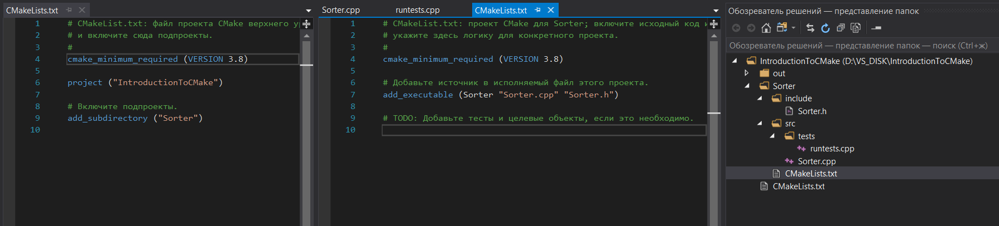 CMakeLists.txt
1 # CMakeList.txt: файл проекта CMake верхнего
2 # и включите сюда подпроекты.
3 #
4 cmake_minimum_required (VERSION 3.8)
5
6 project ("IntroductionToCMake")
7
8 # Включите подпроекты.
9 add_subdirectory ("Sorter")
10
Sorter.cpp runtests.cpp CMakeLists.txt
1 # CMakeList.txt: проект CMake для Sorter; включите исходный код и
2 # укажите здесь логику для конкретного проекта.
3 #
4 cmake_minimum_required (VERSION 3.8)
5
6 # Добавьте источник в исполняемый файл этого проекта.
7 add_executable (Sorter "Sorter.cpp" "Sorter.h")
8
9 # TODO: Добавьте тесты и целевые объекты, если это необходимо.
10
Обозреватель решений — представление папок
Обозреватель решений — представление папок — поиск (Ctrl+ж)
IntroductionToCMake (D:\VS_DISK\IntroductionToCMake)
out
Sorter
include
Sorter.h
src
tests
runtests.cpp
Sorter.cpp
CMakeLists.txt
CMakeLists.txt